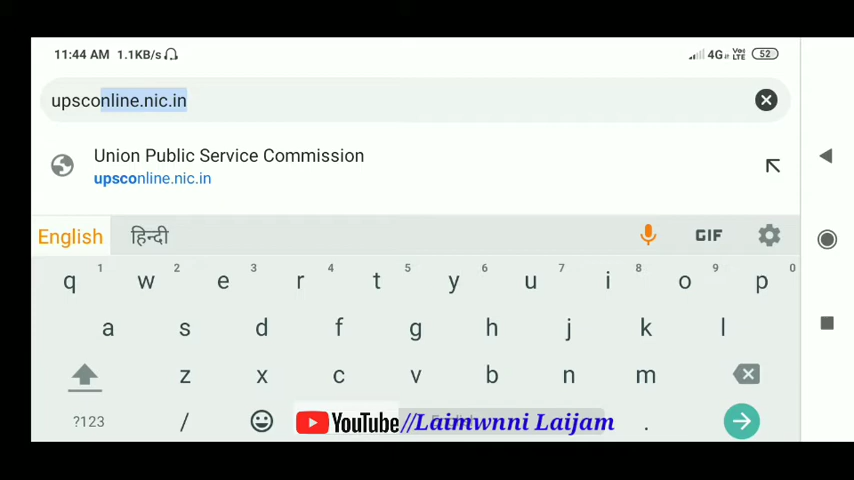 11:44 AM 1.1KB/s 4G VoLTE 52
upsconline.nic.in
Union Public Service Commission
upsconline.nic.in
English हिन्दी GIF
1 2 3 4 5 6 7 8 9 0
q w e r t y u i o p
a s d f g h j k l
z x c v b n m
?123 / YouTube//Laimwnni Laijam .